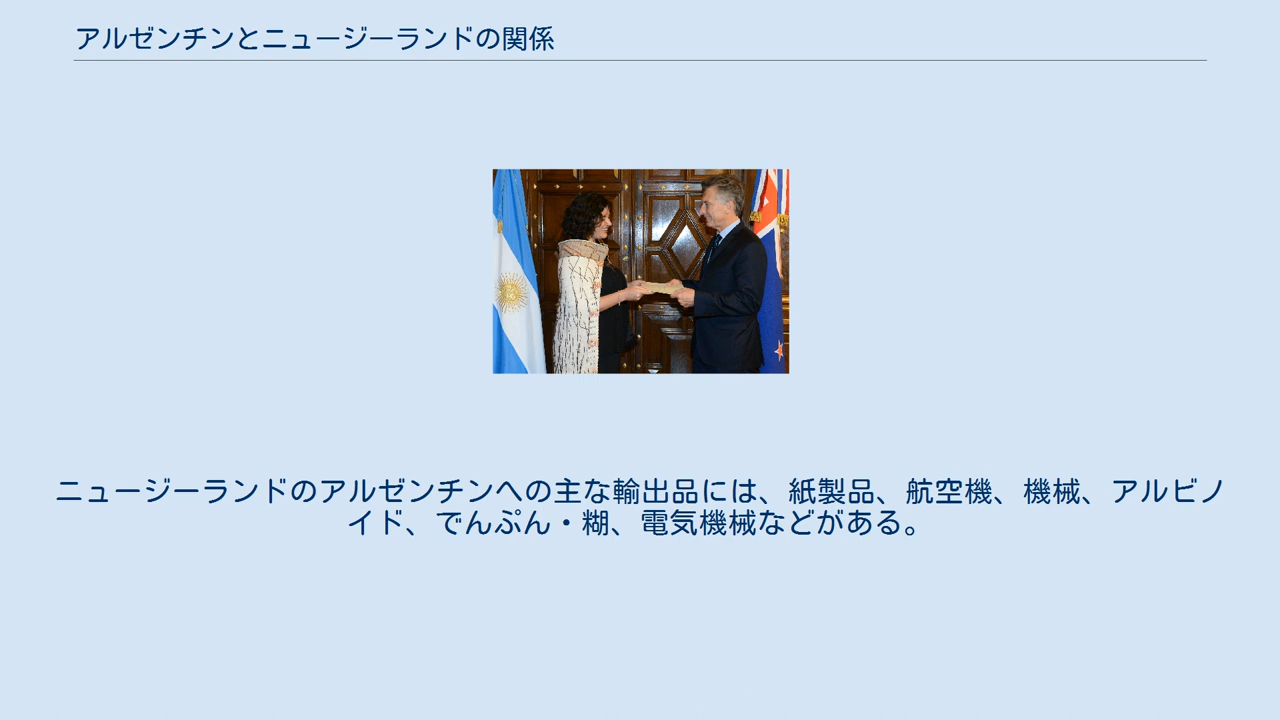 アルゼンチンとニュージーランドの関係
ニュージーランドのアルゼンチンへの主な輸出品には、紙製品、航空機、機械、アルビノ
イド、でんぷん・糊、電気機械などがある。